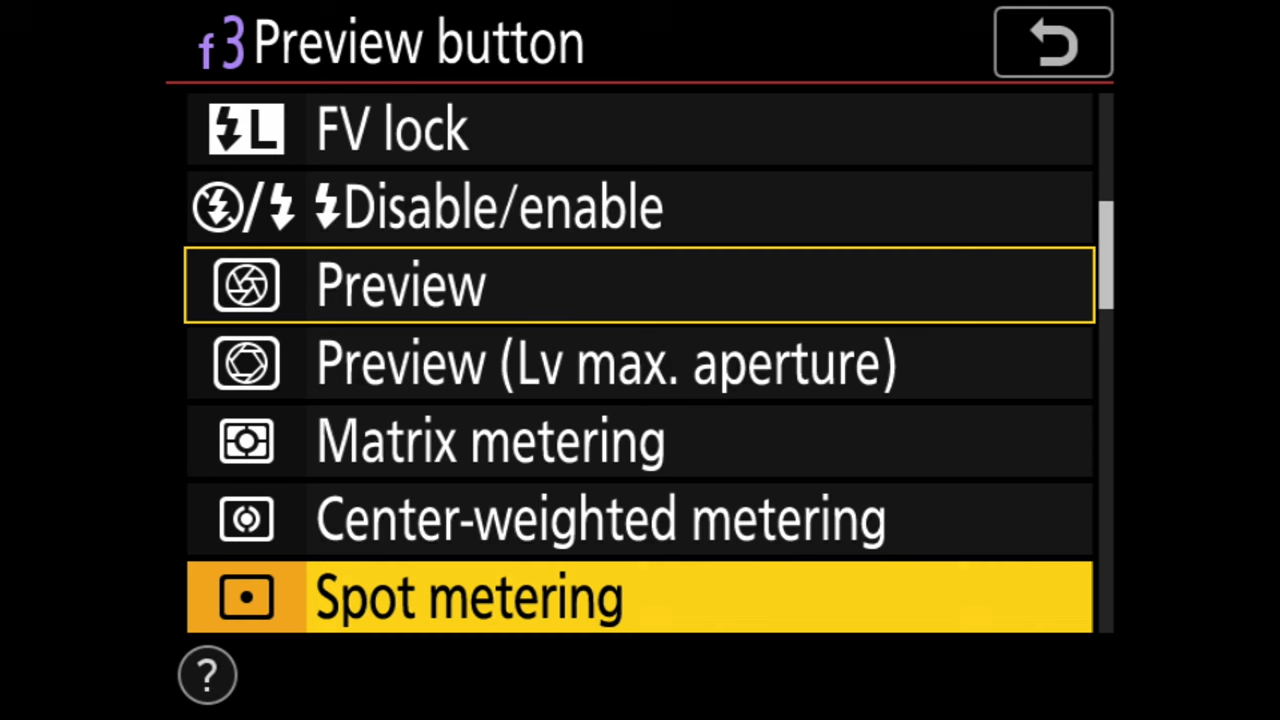 f3 Preview button
L FV lock
/ Disable/enable
Preview
Preview (Lv max. aperture)
Matrix metering
Center-weighted metering
Spot metering
?